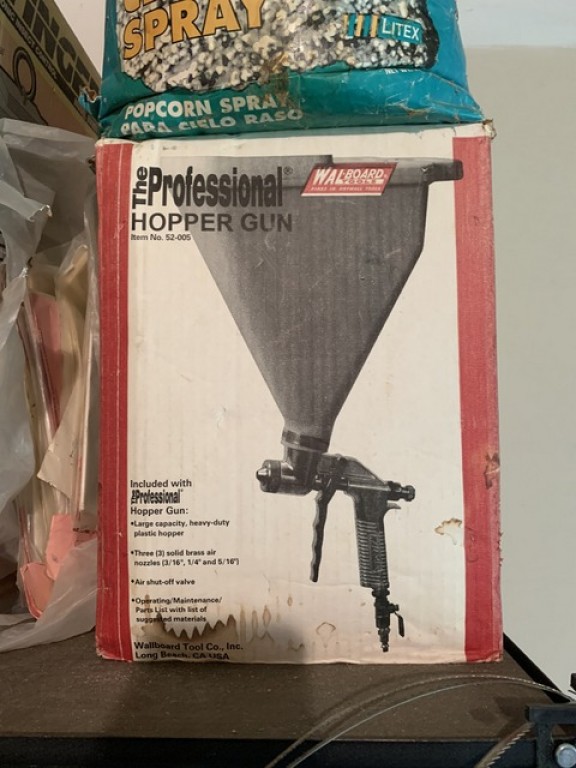 SPRAY
LITEX
POPCORN SPRAY
PARA CIELO RASO
The Professional®
HOPPER GUN
Item No. 52-005
WAL-BOARD
TOOLS
Included with
The Professional®
Hopper Gun:
•Large capacity, heavy-duty
plastic hopper
•Three (3) solid brass air
nozzles (3/16", 1/4" and 5/16")
•Air shut-off valve
•Operating/Maintenance/
Parts List with list of
suggested materials
Wallboard Tool Co., Inc.
Long Beach, CA USA